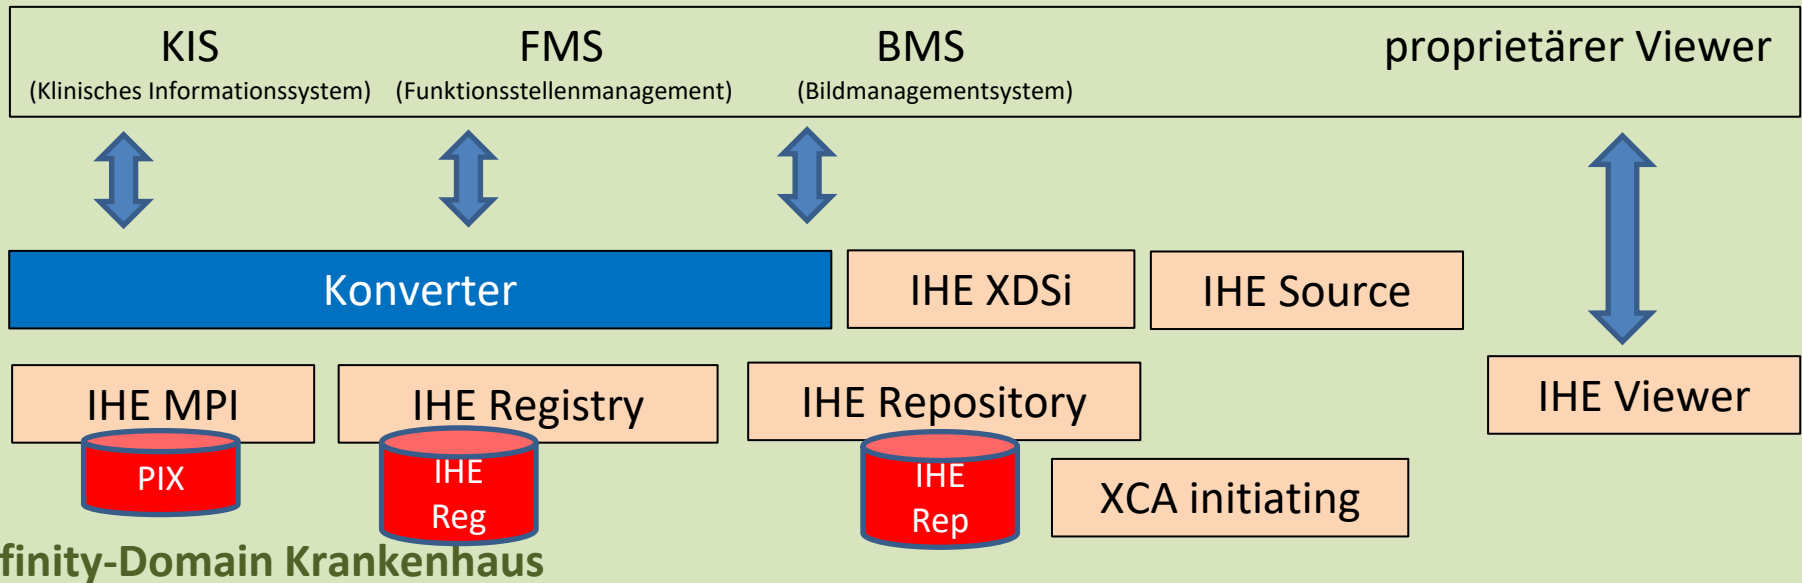 KIS FMS BMS proprietärer Viewer
(Klinisches Informationssystem) (Funktionsstellenmanagement) (Bildmanagementsystem)
Konverter IHE XDSi IHE Source
IHE MPI IHE Registry IHE Repository IHE Viewer
PIX IHE Reg IHE Rep XCA initiating
finity-Domain Krankenhaus